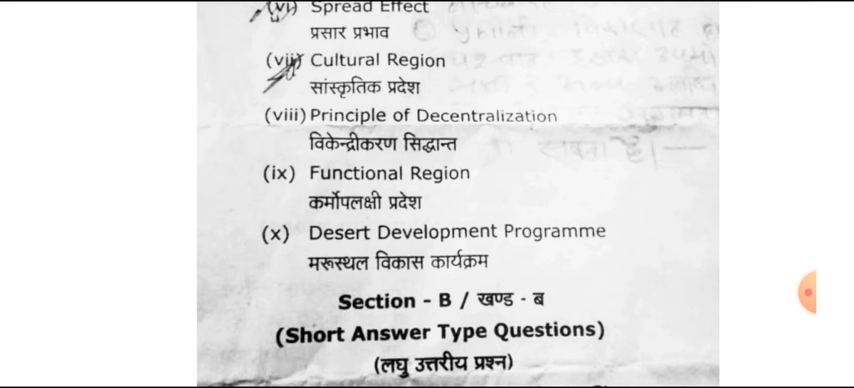 (vi) Spread Effect
प्रसार प्रभाव
(vii) Cultural Region
सांस्कृतिक प्रदेश
(viii) Principle of Decentralization
विकेन्द्रीकरण सिद्धान्त
(ix) Functional Region
कर्मोपलक्षी प्रदेश
(x) Desert Development Programme
मरूस्थल विकास कार्यक्रम
Section - B / खण्ड - ब
(Short Answer Type Questions)
(लघु उत्तरीय प्रश्न)